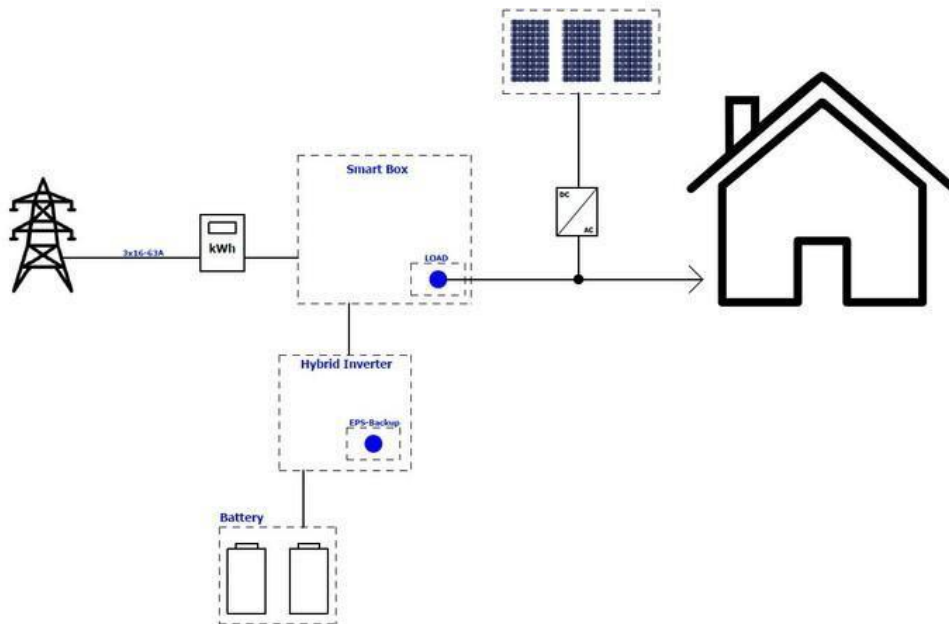 Smart Box
DC
AC
kWh
3x16-63A
LOAD
Hybrid Inverter
EPS-Backup
Battery